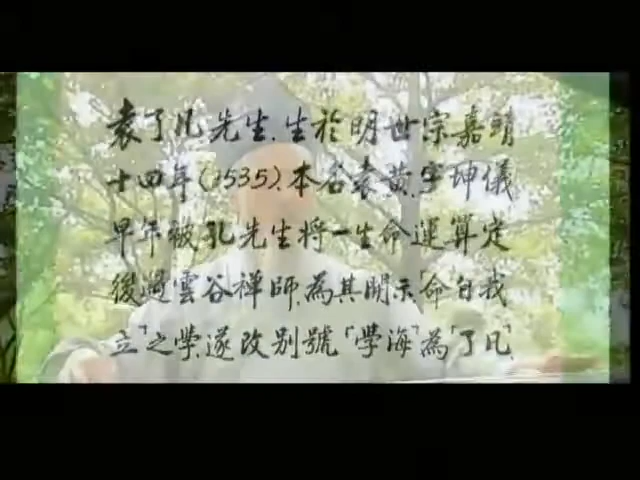 袁了凡先生、生於明世宗嘉靖
十四年(1535)、本名袁黃、字坤儀
早年被孔先生將一生命運算定
後遇雲谷禪師、為其開示「命自我
立」之學、遂改別號「學海」為「了凡」